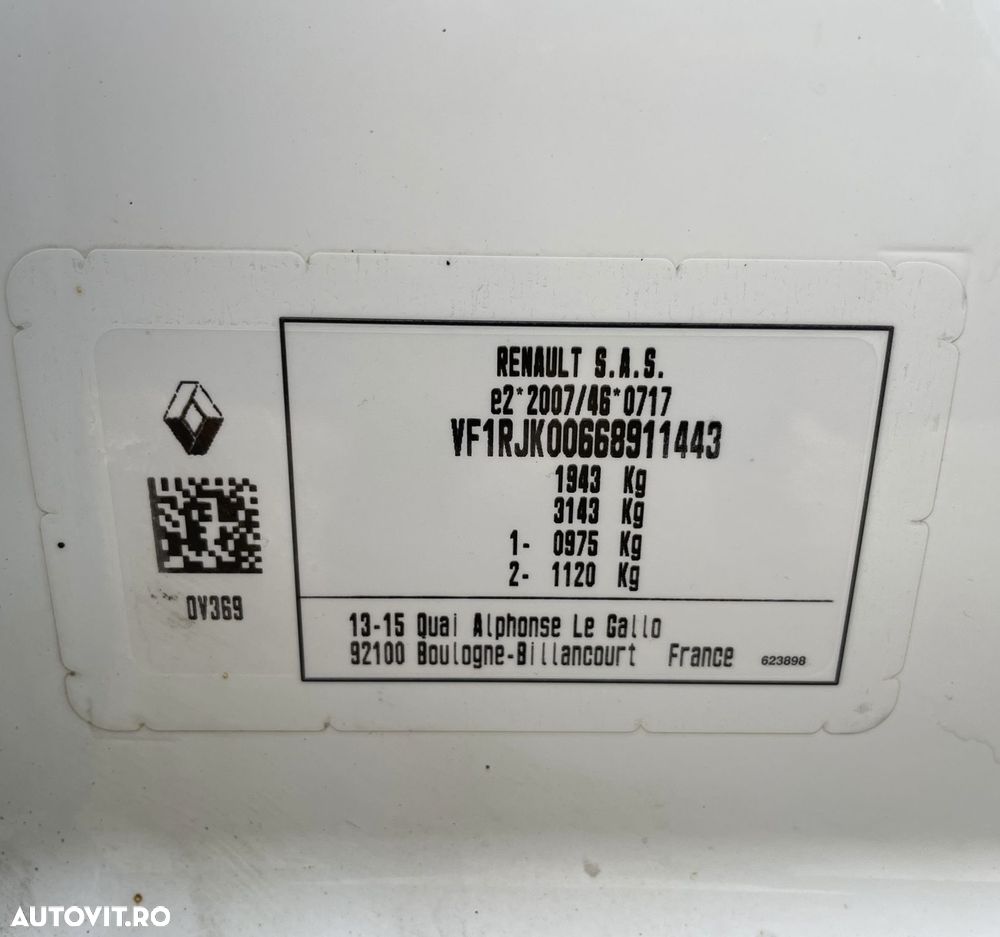 RENAULT S.A.S.
e2*2007/46*0717
VF1RJK00668911443
1943 Kg
3143 Kg
1- 0975 Kg
2- 1120 Kg
0V369
13-15 Quai Alphonse Le Gallo
92100 Boulogne-Billancourt France 623898
AUTOVIT.RO